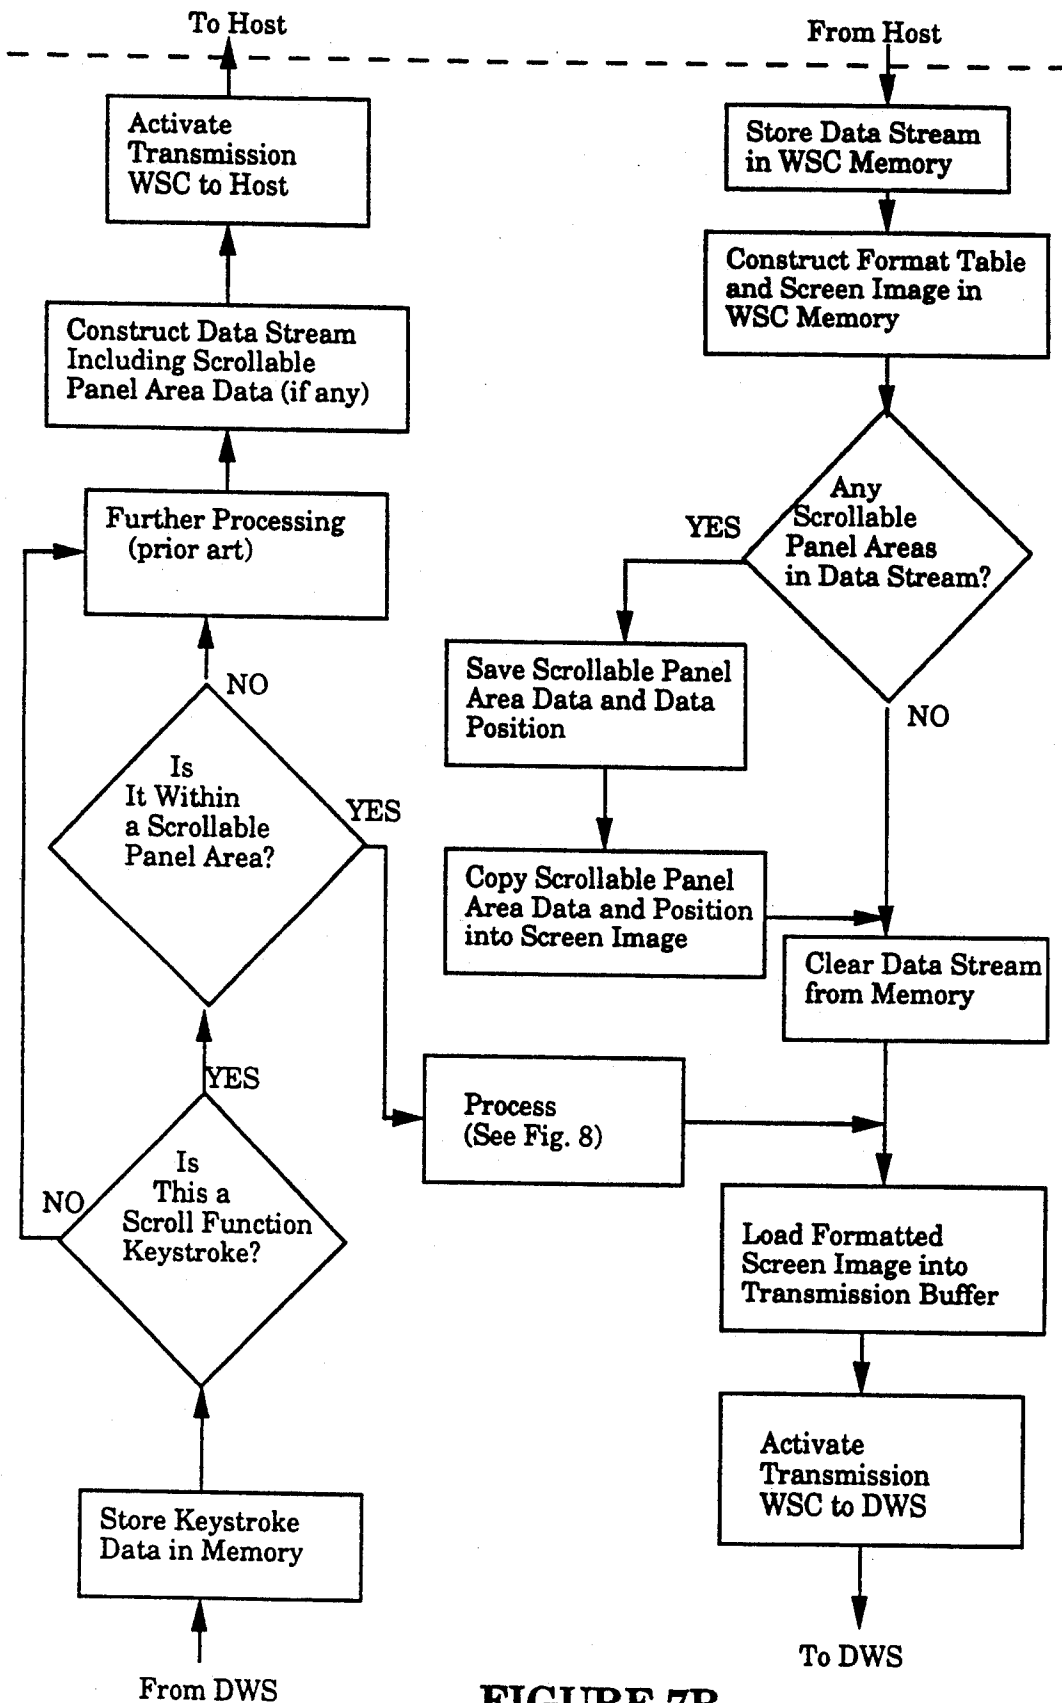 To Host
From Host
Activate
Transmission
WSC to Host
Store Data Stream
in WSC Memory
Construct Format Table
and Screen Image in
WSC Memory
Construct Data Stream
Including Scrollable
Panel Area Data (if any)
Any
Scrollable
Panel Areas
in Data Stream?
YES
NO
Further Processing
(prior art)
Save Scrollable Panel
Area Data and Data
Position
NO
Is
It Within
a Scrollable
Panel Area?
YES
Copy Scrollable Panel
Area Data and Position
into Screen Image
Clear Data Stream
from Memory
YES
Process
(See Fig. 8)
Is
This a
Scroll Function
Keystroke?
NO
Load Formatted
Screen Image into
Transmission Buffer
Activate
Transmission
WSC to DWS
Store Keystroke
Data in Memory
To DWS
From DWS
FIGURE 7B